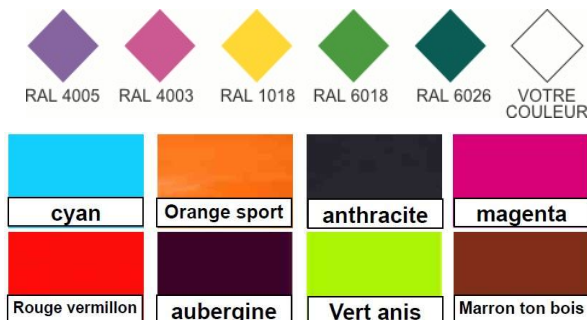 RAL 4005 RAL 4003 RAL 1018 RAL 6018 RAL 6026 VOTRE
COULEUR
cyan Orange sport anthracite magenta
Rouge vermillon aubergine Vert anis Marron ton bois